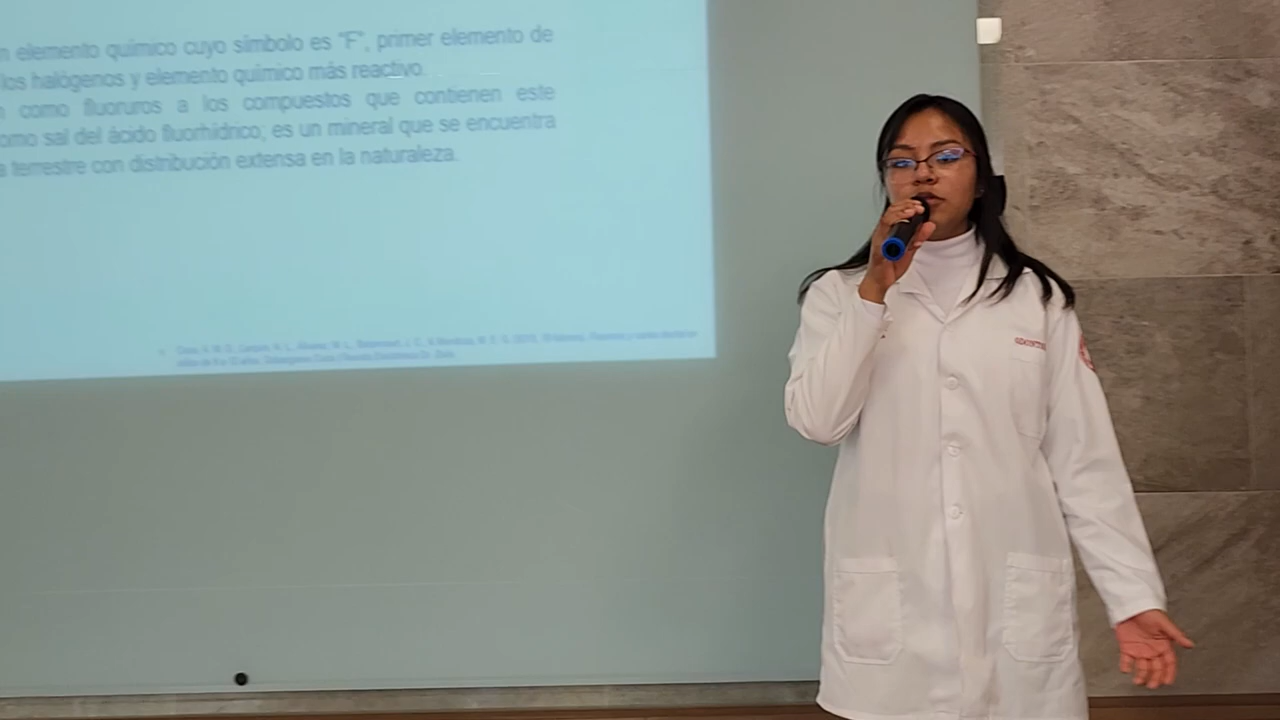 n elemento químico cuyo símbolo es "F", primer elemento de
los halógenos y elemento químico más reactivo.
n como fluoruros a los compuestos que contienen este
omo sal del ácido fluorhídrico; es un mineral que se encuentra
a terrestre con distribución extensa en la naturaleza.